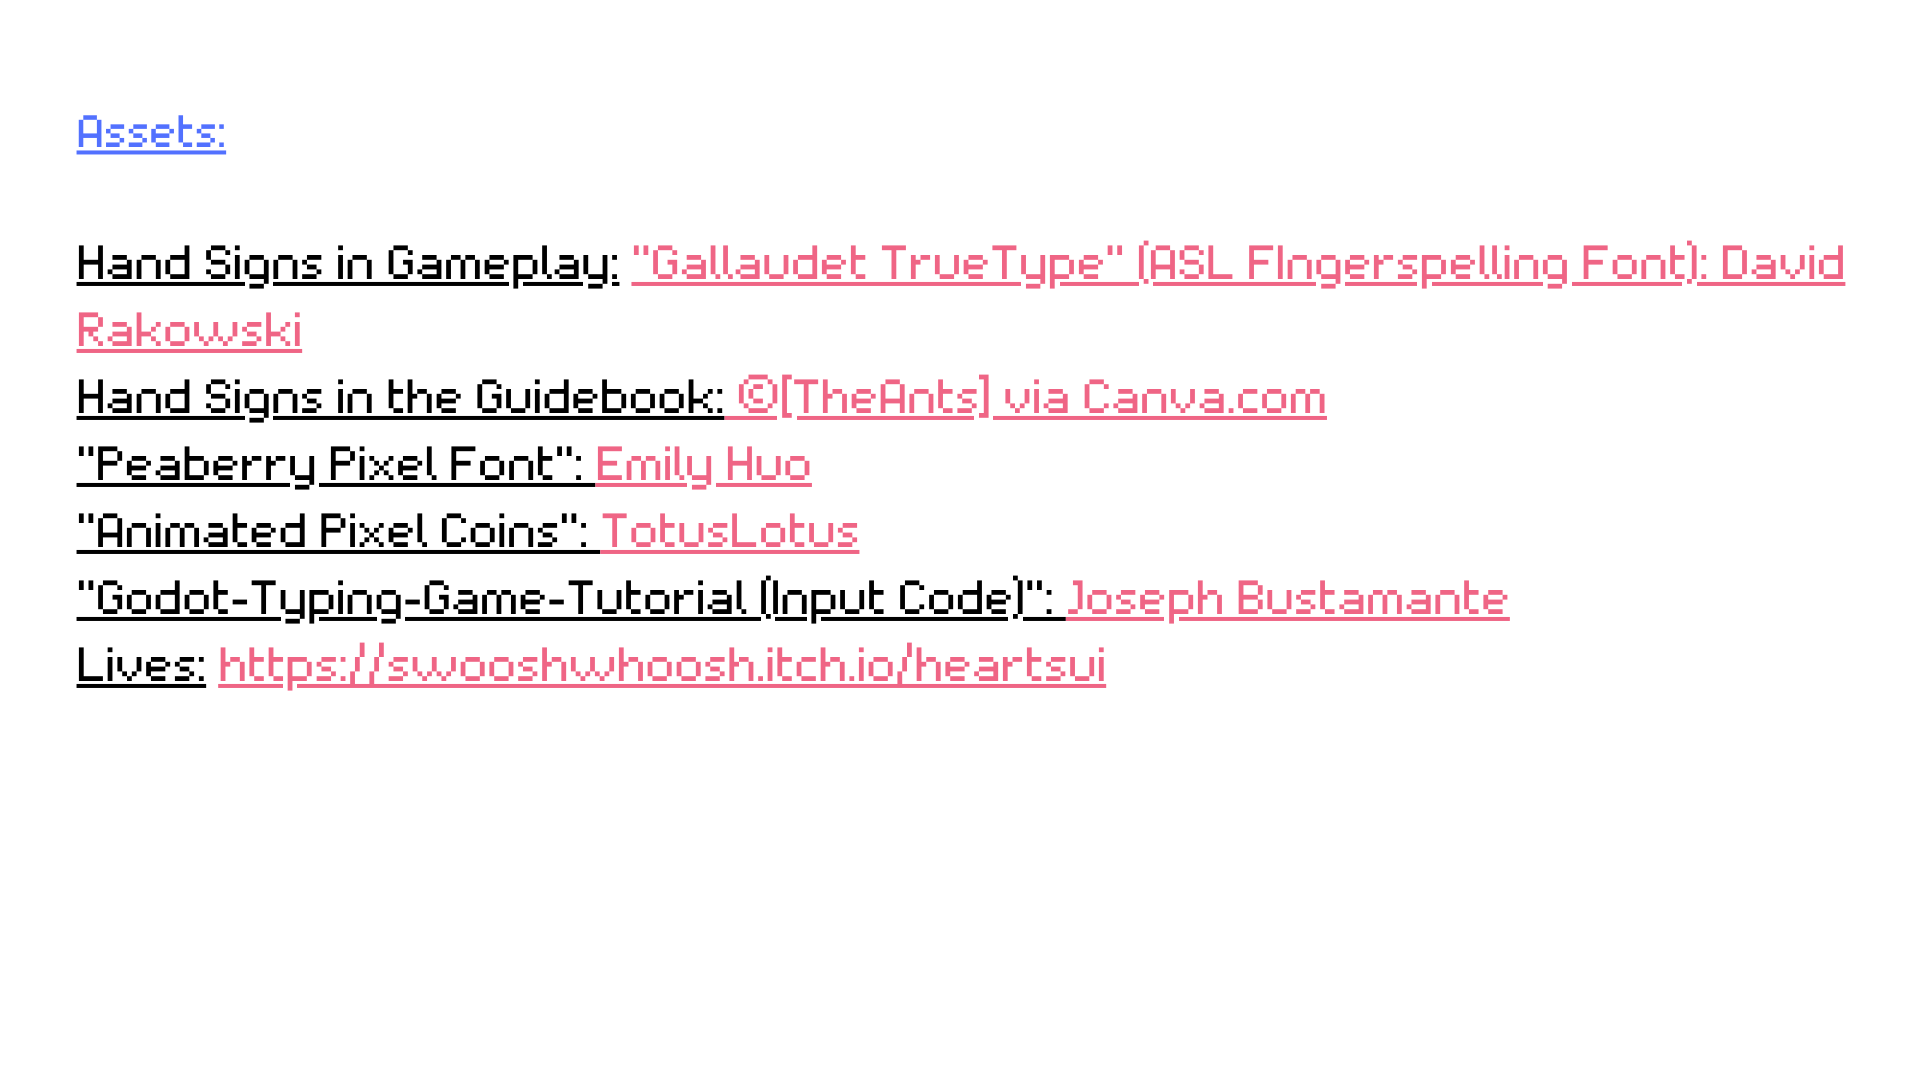 Assets:
Hand Signs in Gameplay: "Gallaudet TrueType" (ASL FIngerspelling Font): David
Rakowski
Hand Signs in the Guidebook: ©[TheAnts] via Canva.com
"Peaberry Pixel Font": Emily Huo
"Animated Pixel Coins": TotusLotus
"Godot-Typing-Game-Tutorial (Input Code)": Joseph Bustamante
Lives: https://swooshwhoosh.itch.io/heartsui